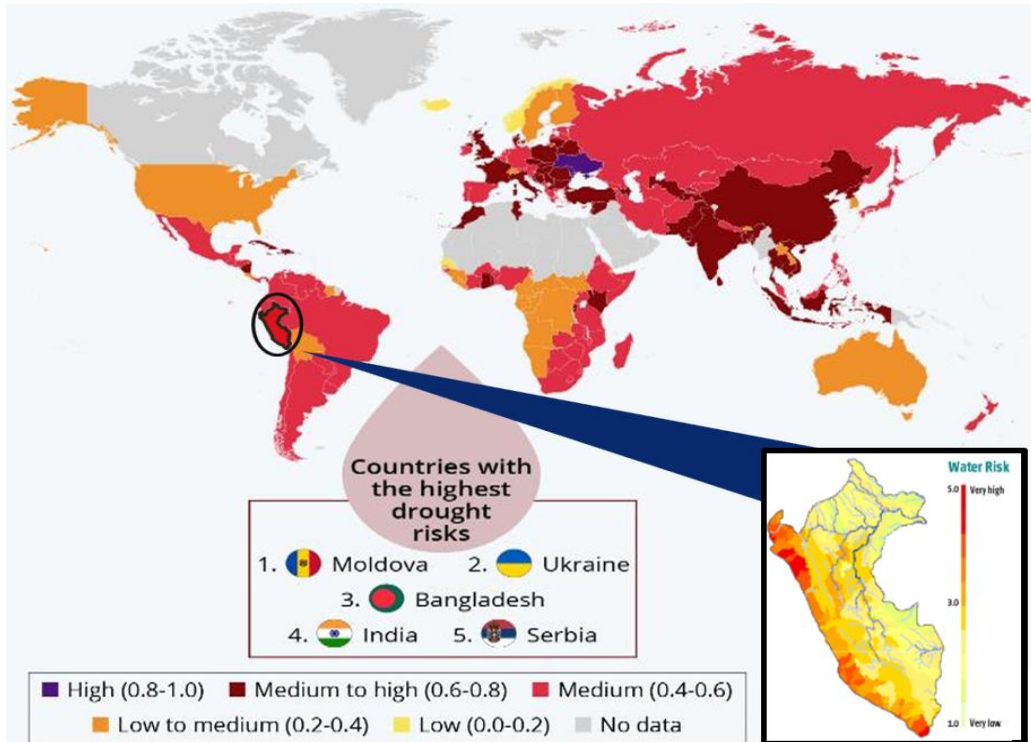 Countries with
the highest
drought
risks
1. Moldova 2. Ukraine
3. Bangladesh
4. India 5. Serbia
High (0.8-1.0) Medium to high (0.6-0.8) Medium (0.4-0.6)
Low to medium (0.2-0.4) Low (0.0-0.2) No data
Water Risk
5.0 Very high
3.0
1.0 Very low